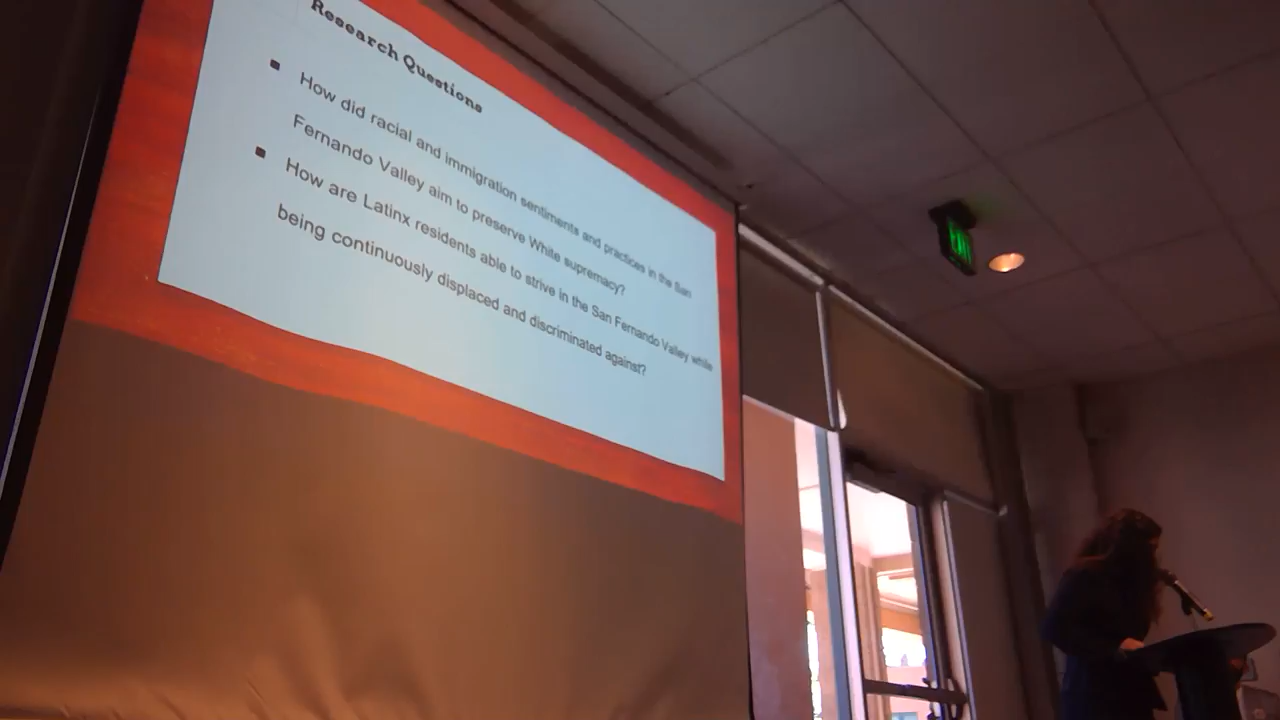 Research Questions
How did racial and immigration sentiments and practices in the San
Fernando Valley aim to preserve White supremacy?
How are Latinx residents able to strive in the San Fernando Valley while
being continuously displaced and discriminated against?